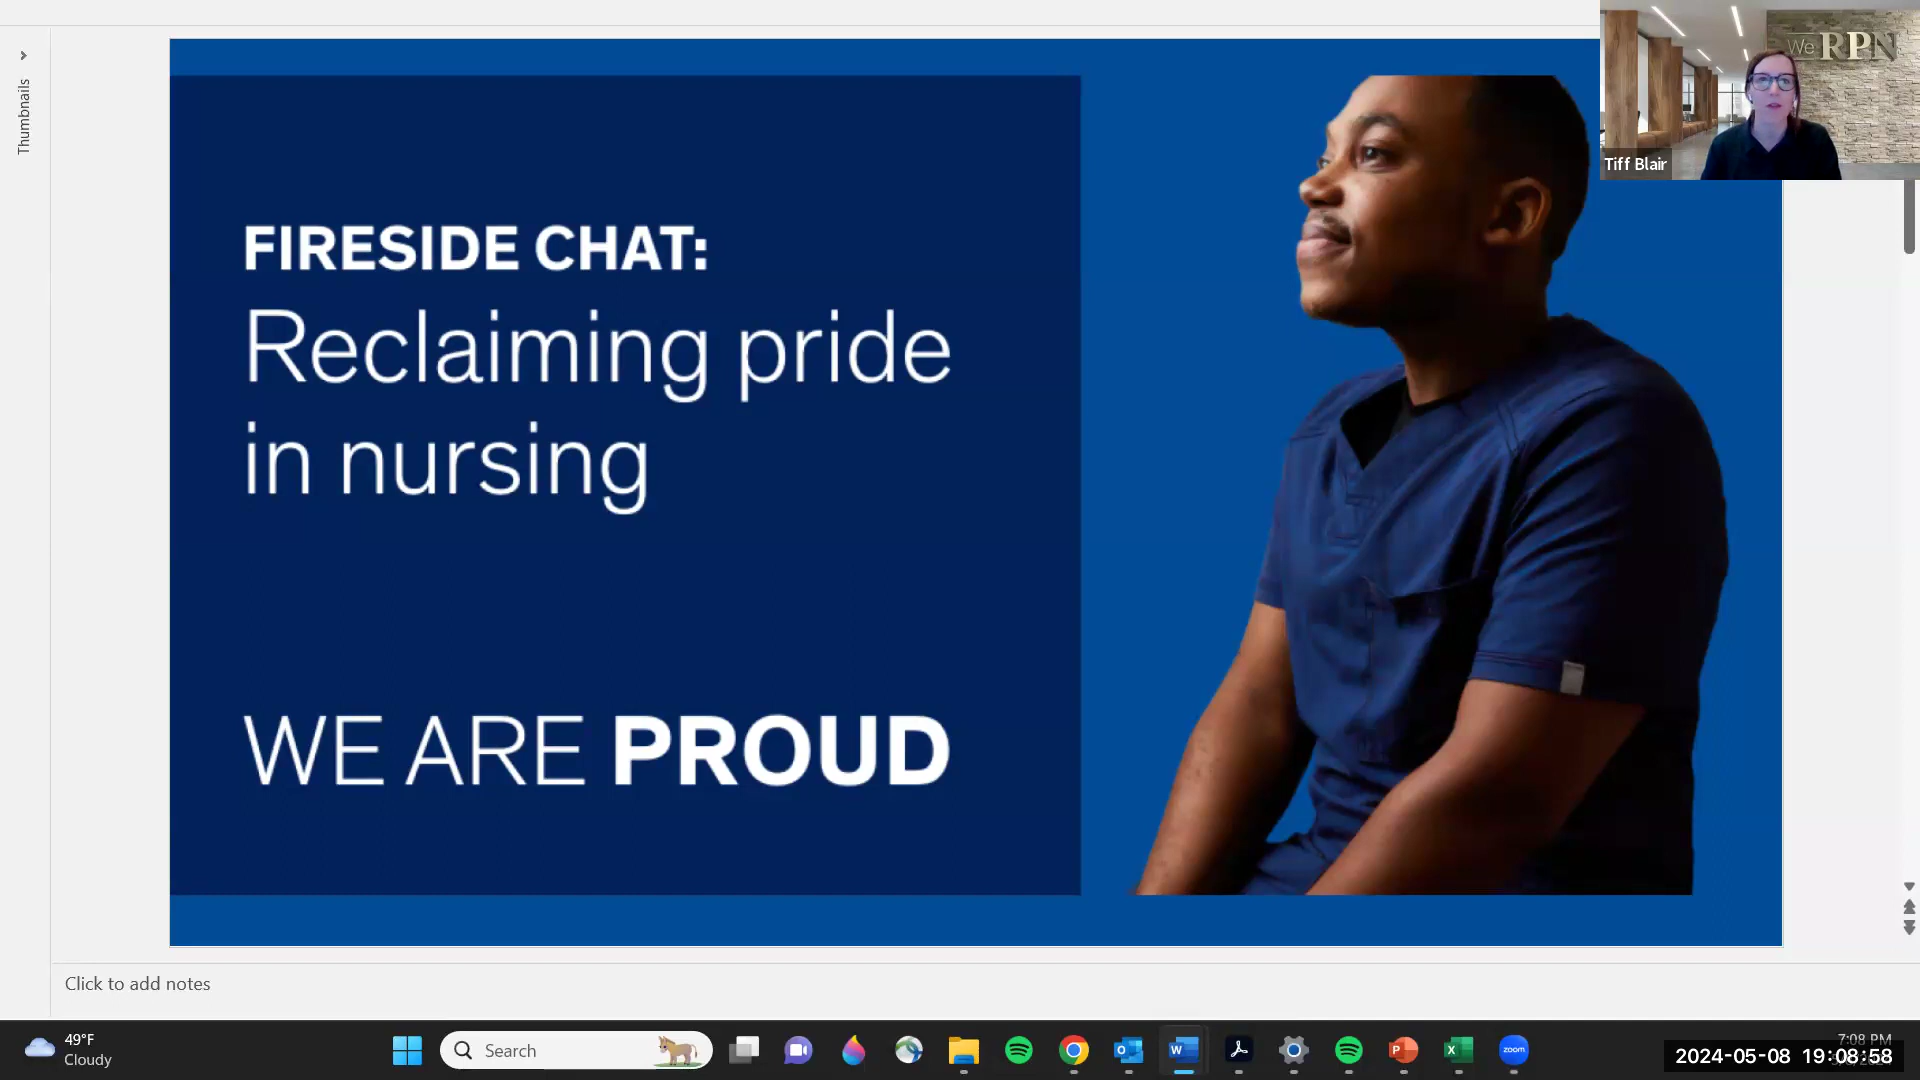 Thumbnails
We RPN
Tiff Blair
FIRESIDE CHAT:
Reclaiming pride
in nursing
WE ARE PROUD
Click to add notes
49°F
Cloudy
Search
zoom
7:08 PM
2024-05-08 19:08:58